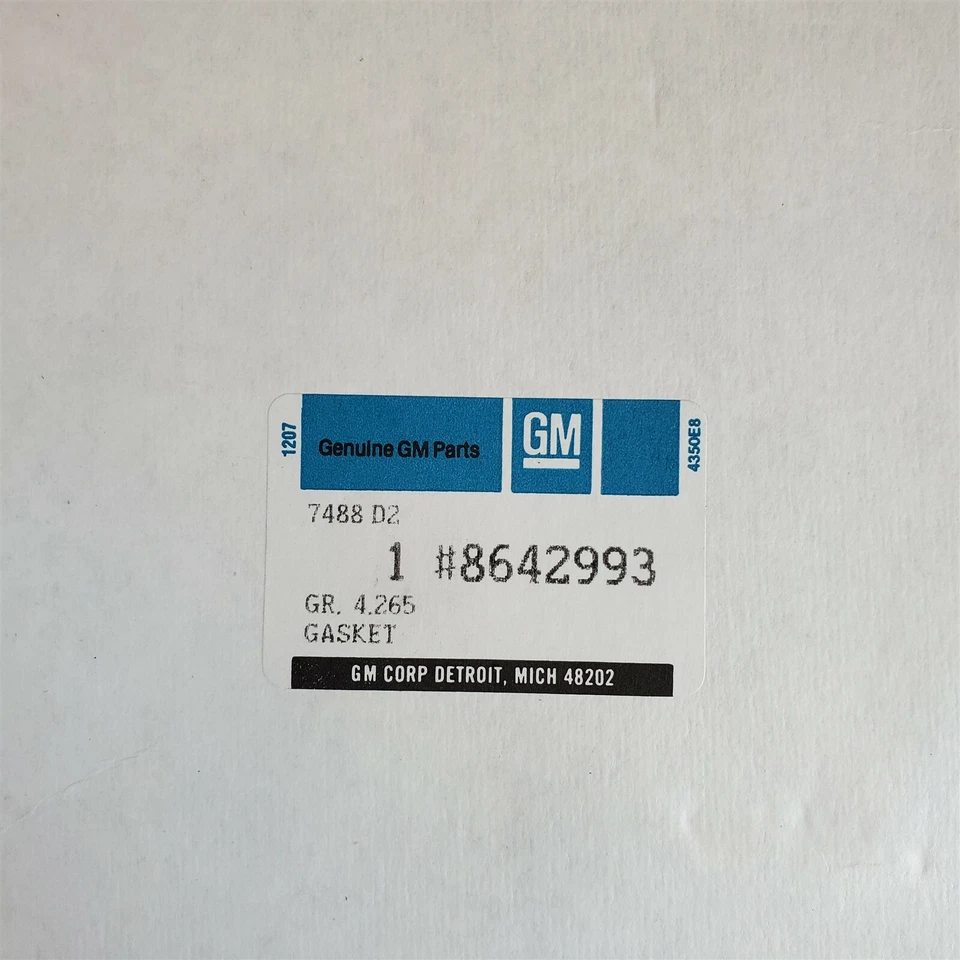 1207
Genuine GM Parts
GM
4350E8
7488 D2
1 #8642993
GR. 4.265
GASKET
GM CORP DETROIT, MICH 48202